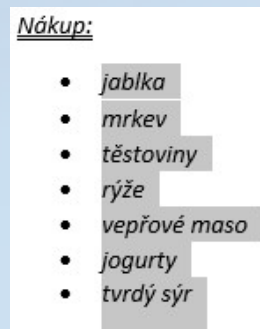 Nákup:
• jablka
• mrkev
• těstoviny
• rýže
• vepřové maso
• jogurty
• tvrdý sýr